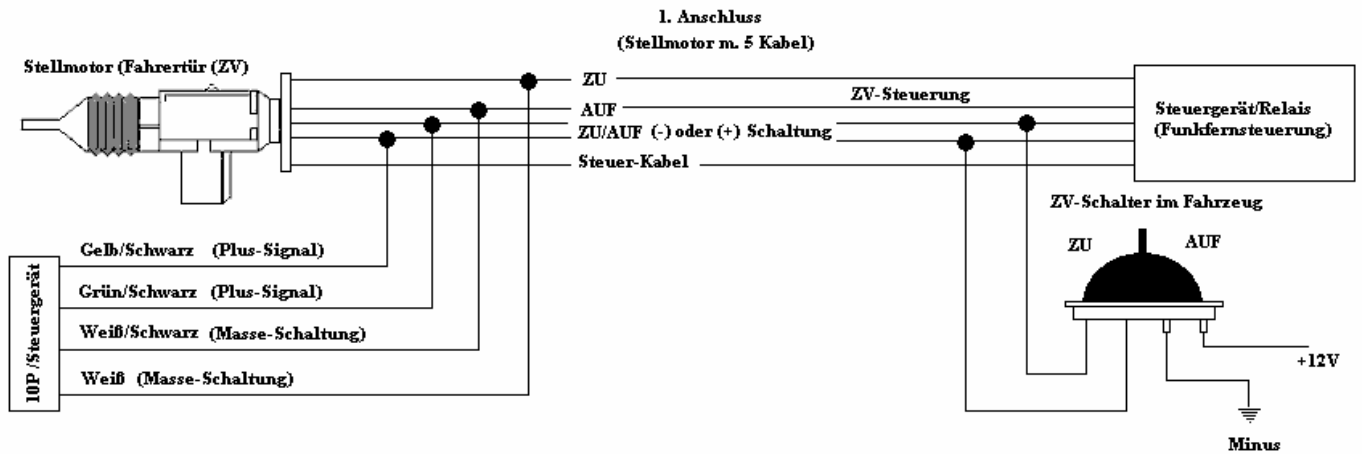 1. Anschluss
(Stellmotor m. 5 Kabel)
Stellmotor (Fahrertür (ZV)
ZU
ZV-Steuerung
AUF
ZU/AUF (-) oder (+) Schaltung
Steuer-Kabel
Steuergerät/Relais
(Funkfernsteuerung)
ZV-Schalter im Fahrzeug
ZU
AUF
+12V
Minus
10P /Steuergerät
Gelb/Schwarz (Plus-Signal)
Grün/Schwarz (Plus-Signal)
Weiß/Schwarz (Masse-Schaltung)
Weiß (Masse-Schaltung)